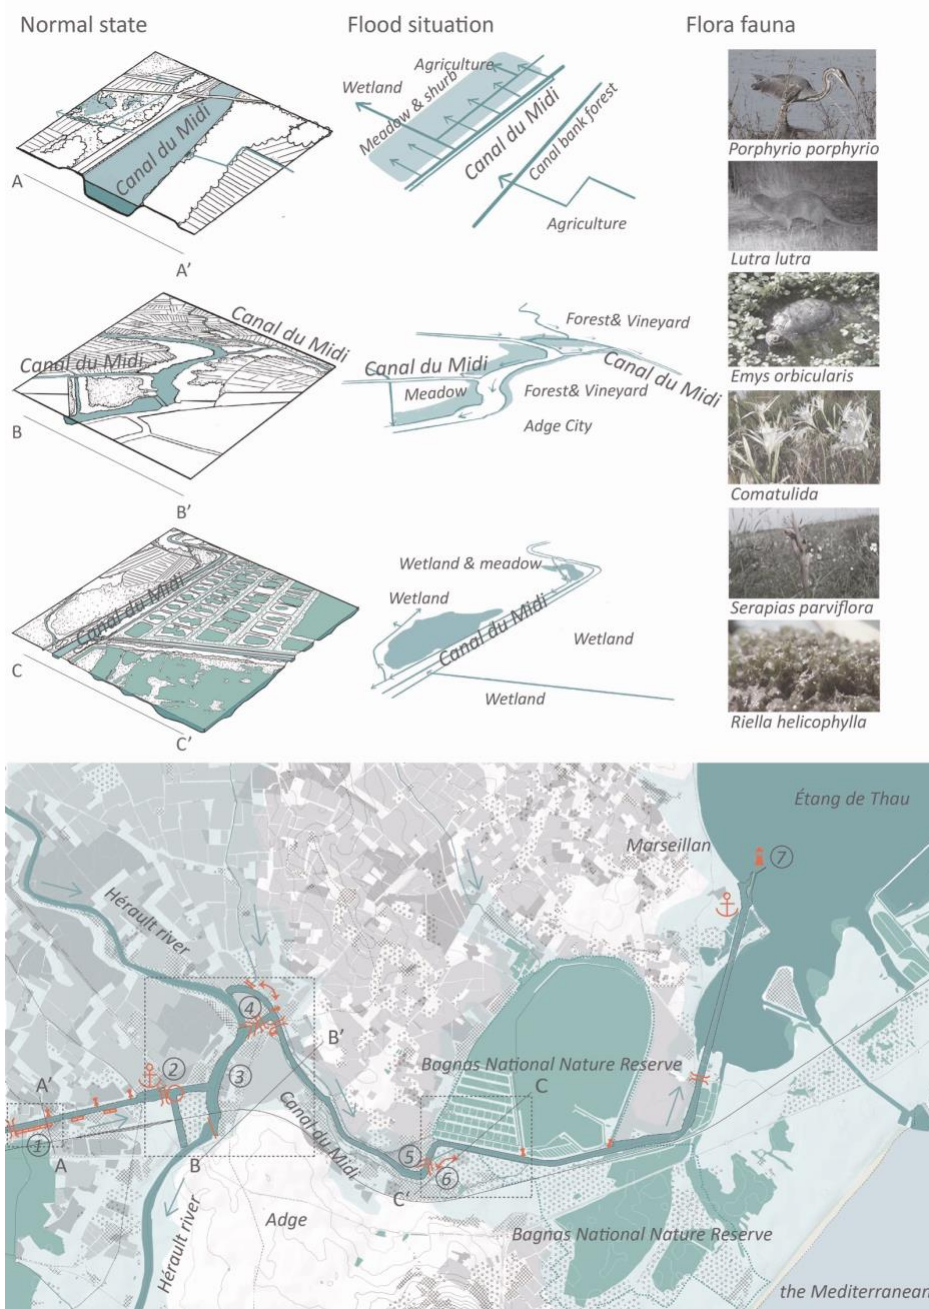 Normal state
Flood situation
Flora fauna
Canal du Midi
A
A'
Agriculture
Wetland
Meadow & shurb
Canal du Midi
Canal bank forest
Agriculture
Porphyrio porphyrio
Lutra lutra
Canal du Midi
Canal du Midi
B
B'
Forest& Vineyard
Canal du Midi
Canal du Midi
Meadow
Forest& Vineyard
Adge City
Emys orbicularis
Comatulida
Canal du Midi
C
C'
Wetland & meadow
Wetland
Canal du Midi
Wetland
Wetland
Serapias parviflora
Riella helicophylla
Étang de Thau
Marseillan
7
Hérault river
4
B'
Bagnas National Nature Reserve
A'
2
3
C
1
A
B
Canal du Midi
5
6
C'
Hérault river
Adge
Bagnas National Nature Reserve
the Mediterranean